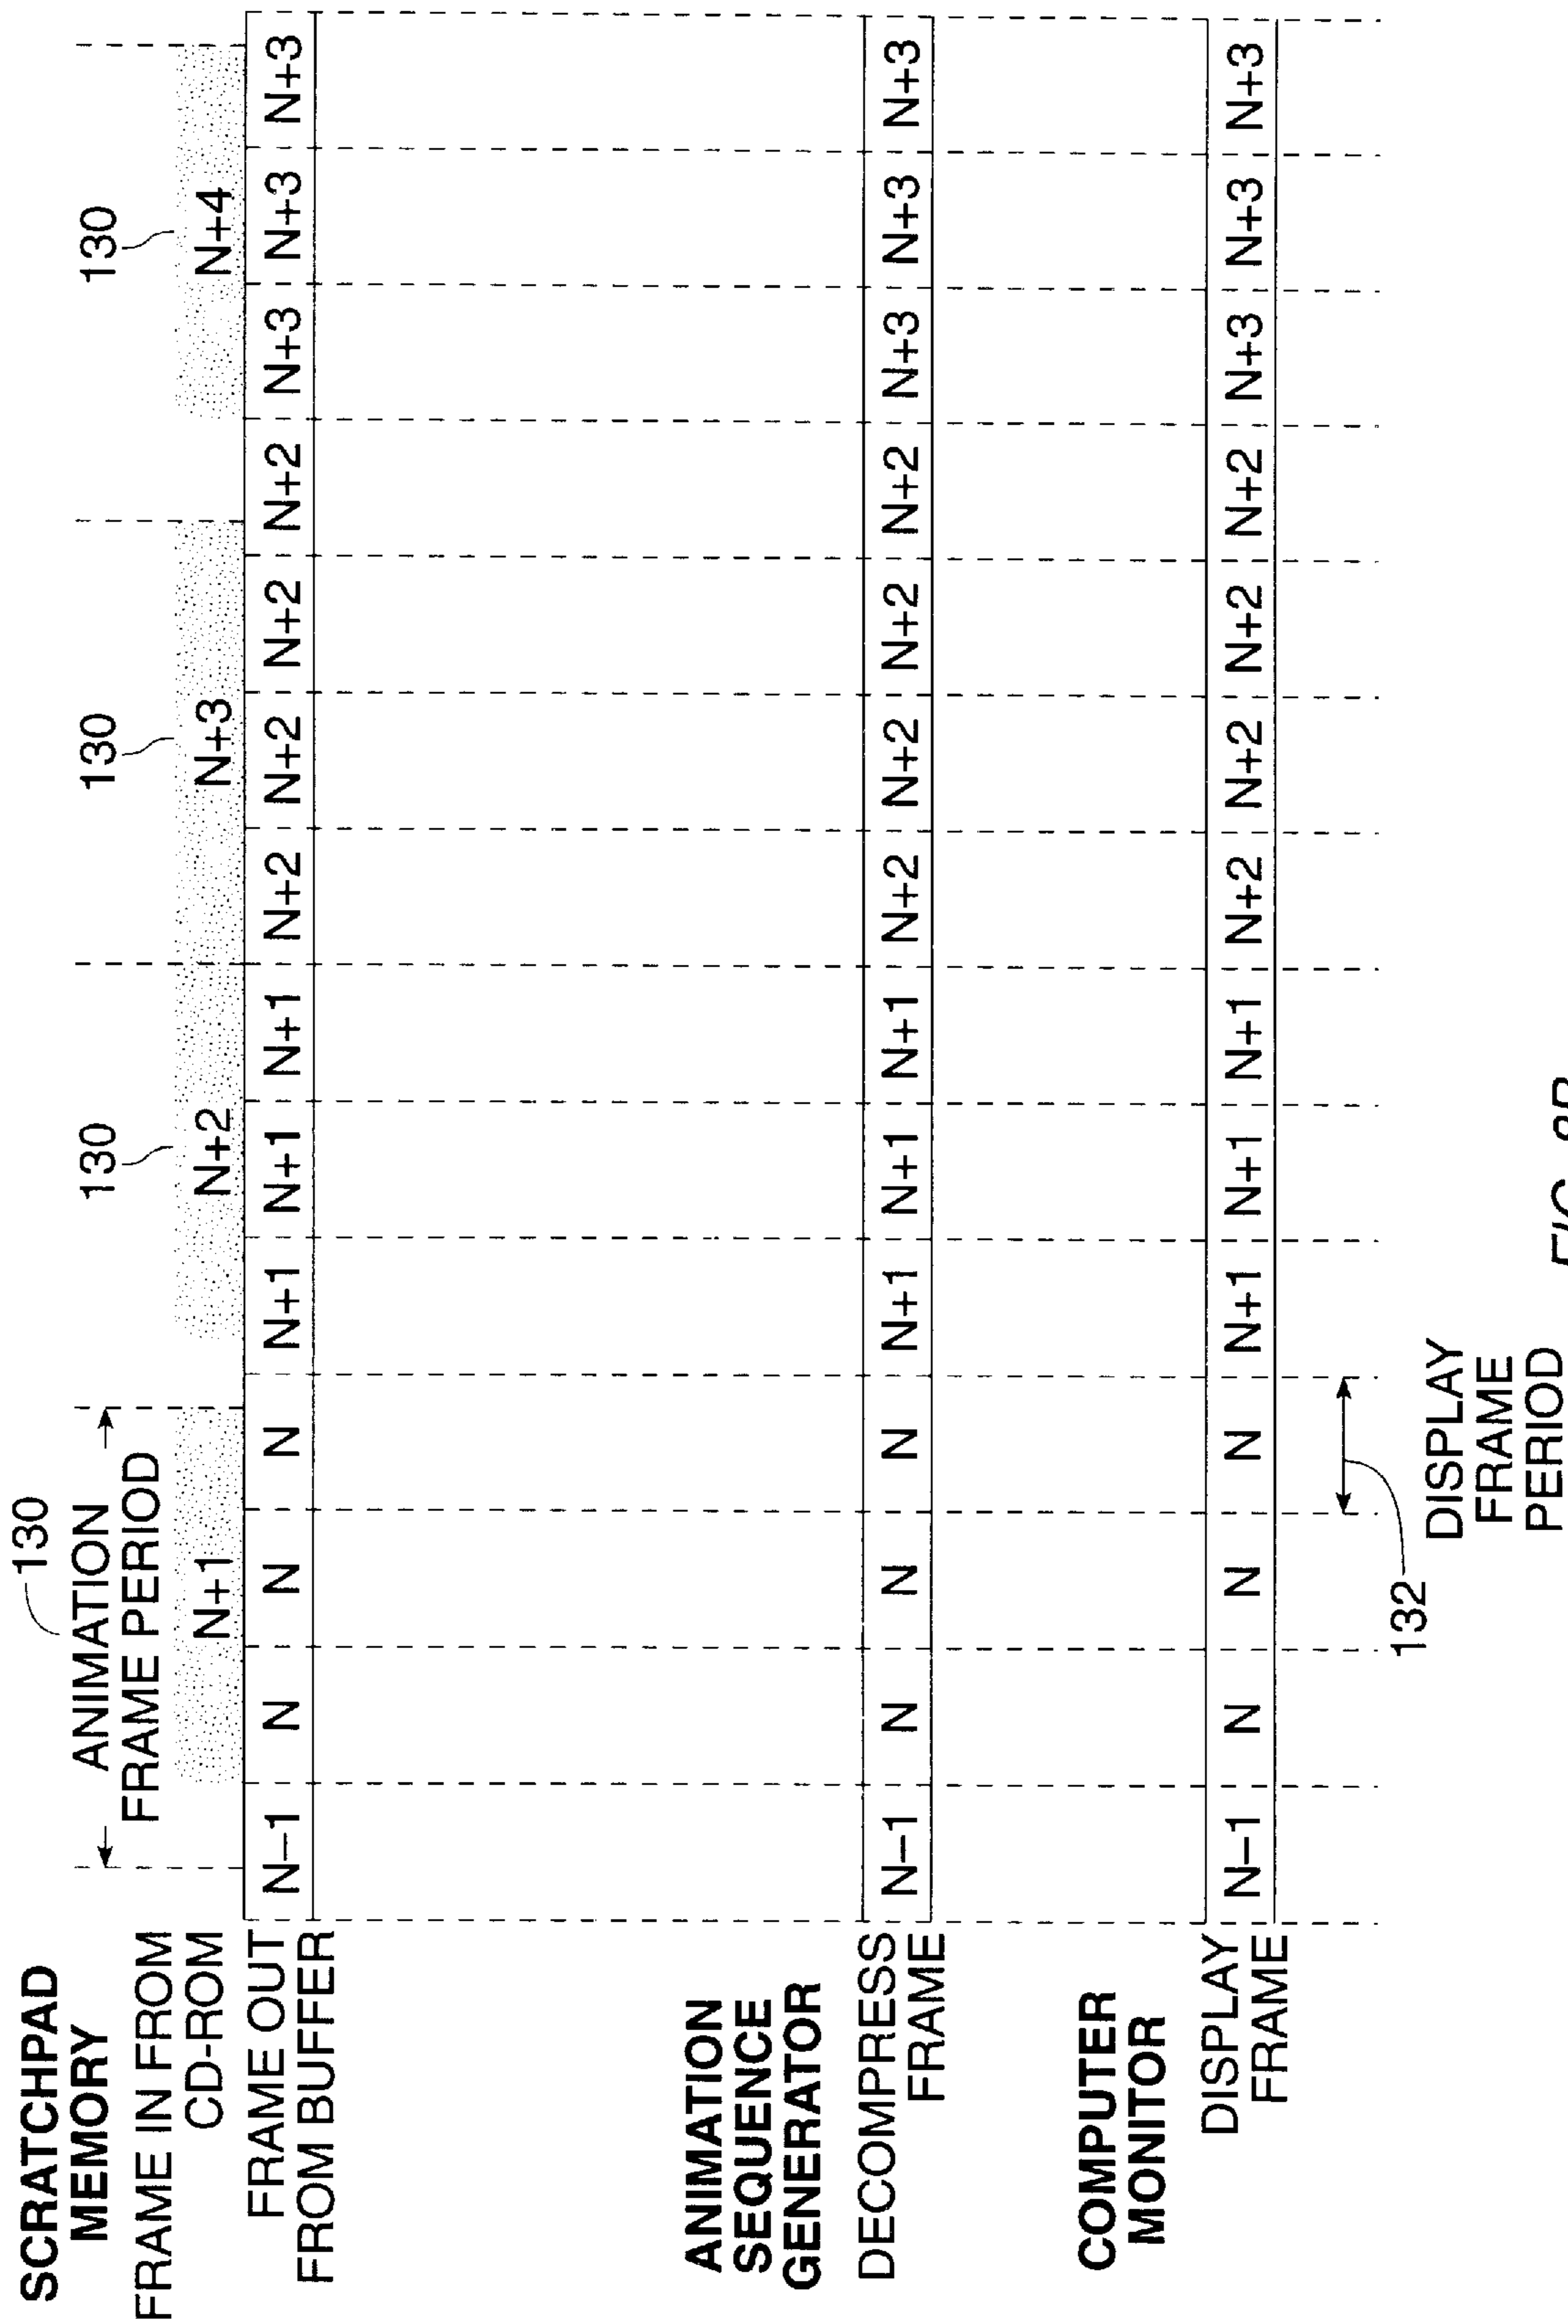 SCRATCHPAD
MEMORY
130
ANIMATION
FRAME PERIOD
130
130
130
FRAME IN FROM
CD-ROM
N+1
N+2
N+3
N+4
FRAME OUT
FROM BUFFER
N–1
N
N
N
N+1
N+1
N+1
N+2
N+2
N+2
N+2
N+3
N+3
N+3
ANIMATION
SEQUENCE
GENERATOR
DECOMPRESS
FRAME
N–1
N
N
N
N+1
N+1
N+1
N+2
N+2
N+2
N+2
N+3
N+3
N+3
COMPUTER
MONITOR
DISPLAY
FRAME
N–1
N
N
N
N+1
N+1
N+1
N+2
N+2
N+2
N+2
N+3
N+3
N+3
132
DISPLAY
FRAME
PERIOD
FIG.